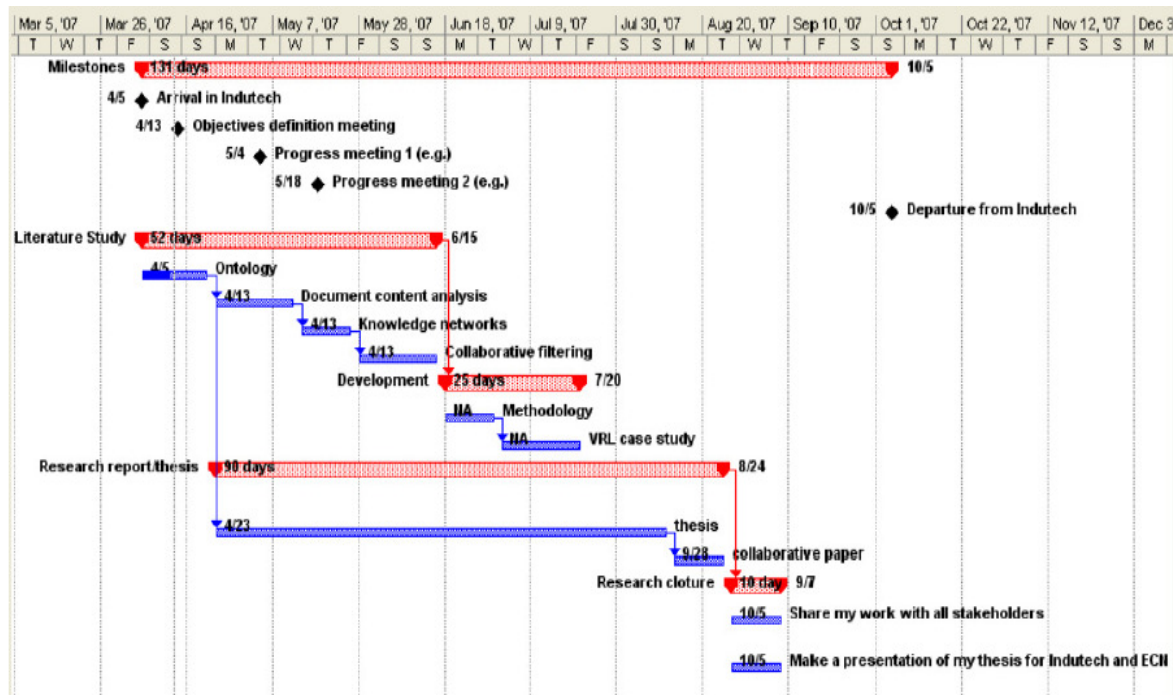 Mar 5, '07 Mar 26, '07 Apr 16, '07 May 7, '07 May 28, '07 Jun 18, '07 Jul 9, '07 Jul 30, '07 Aug 20, '07 Sep 10, '07 Oct 1, '07 Oct 22, '07 Nov 12, '07 Dec 3
T W T F S S M T W T F S S M T W T F S S M T W T F S S M T W T F S S M T W T F S S M
Milestones 131 days 10/5
4/5 Arrival in Indutech
4/13 Objectives definition meeting
5/4 Progress meeting 1 (e.g.)
5/18 Progress meeting 2 (e.g.)
10/5 Departure from Indutech
Literature Study 52 days 6/15
4/5 Ontology
4/13 Document content analysis
4/13 Knowledge networks
4/13 Collaborative filtering
Development 25 days 7/20
NA Methodology
NA VRL case study
Research report/thesis 90 days 8/24
4/23 thesis
9/28 collaborative paper
Research cloture 10 day 9/7
10/5 Share my work with all stakeholders
10/5 Make a presentation of my thesis for Indutech and ECN